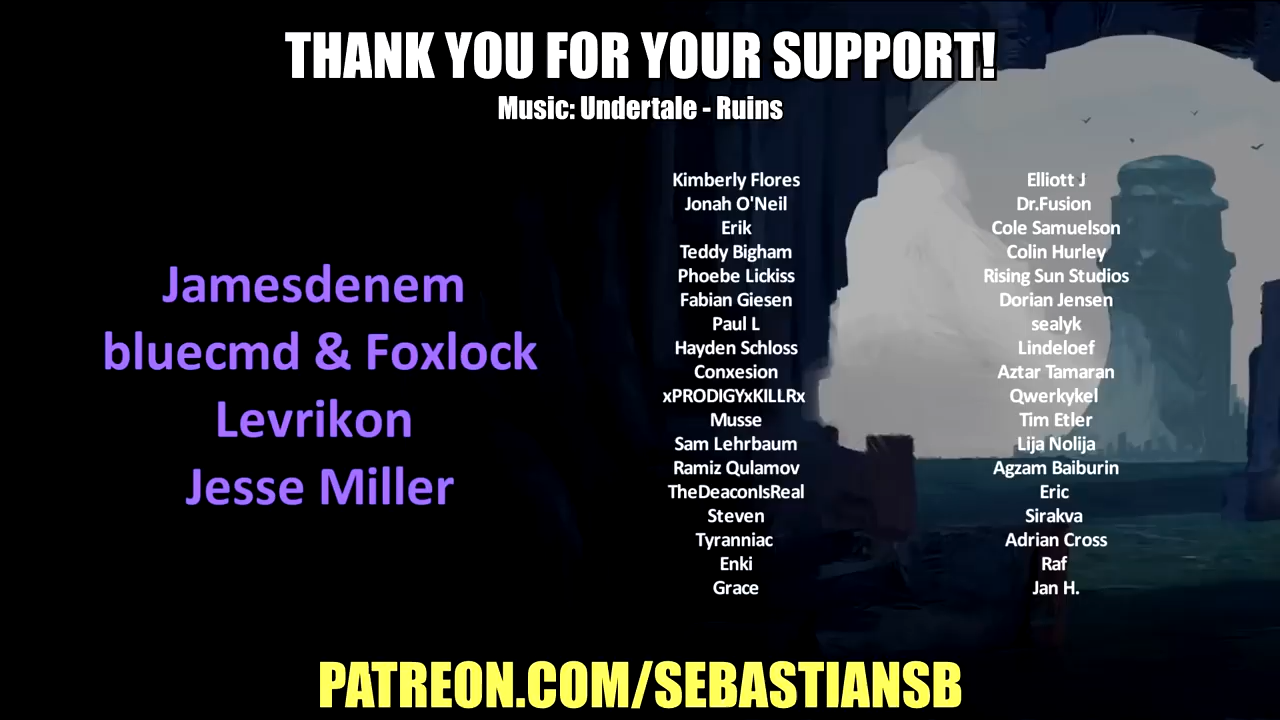 THANK YOU FOR YOUR SUPPORT!
Music: Undertale - Ruins
Jamesdenem
bluecmd & Foxlock
Levrikon
Jesse Miller
Kimberly Flores
Jonah O'Neil
Erik
Teddy Bigham
Phoebe Lickiss
Fabian Giesen
Paul L
Hayden Schloss
Conxesion
xPRODIGYxKILLRx
Musse
Sam Lehrbaum
Ramiz Qulamov
TheDeaconIsReal
Steven
Tyranniac
Enki
Grace
Elliott J
Dr.Fusion
Cole Samuelson
Colin Hurley
Rising Sun Studios
Dorian Jensen
sealyk
Lindeloef
Aztar Tamaran
Qwerkykel
Tim Etler
Lija Nolija
Agzam Baiburin
Eric
Sirakva
Adrian Cross
Raf
Jan H.
PATREON.COM/SEBASTIANSB